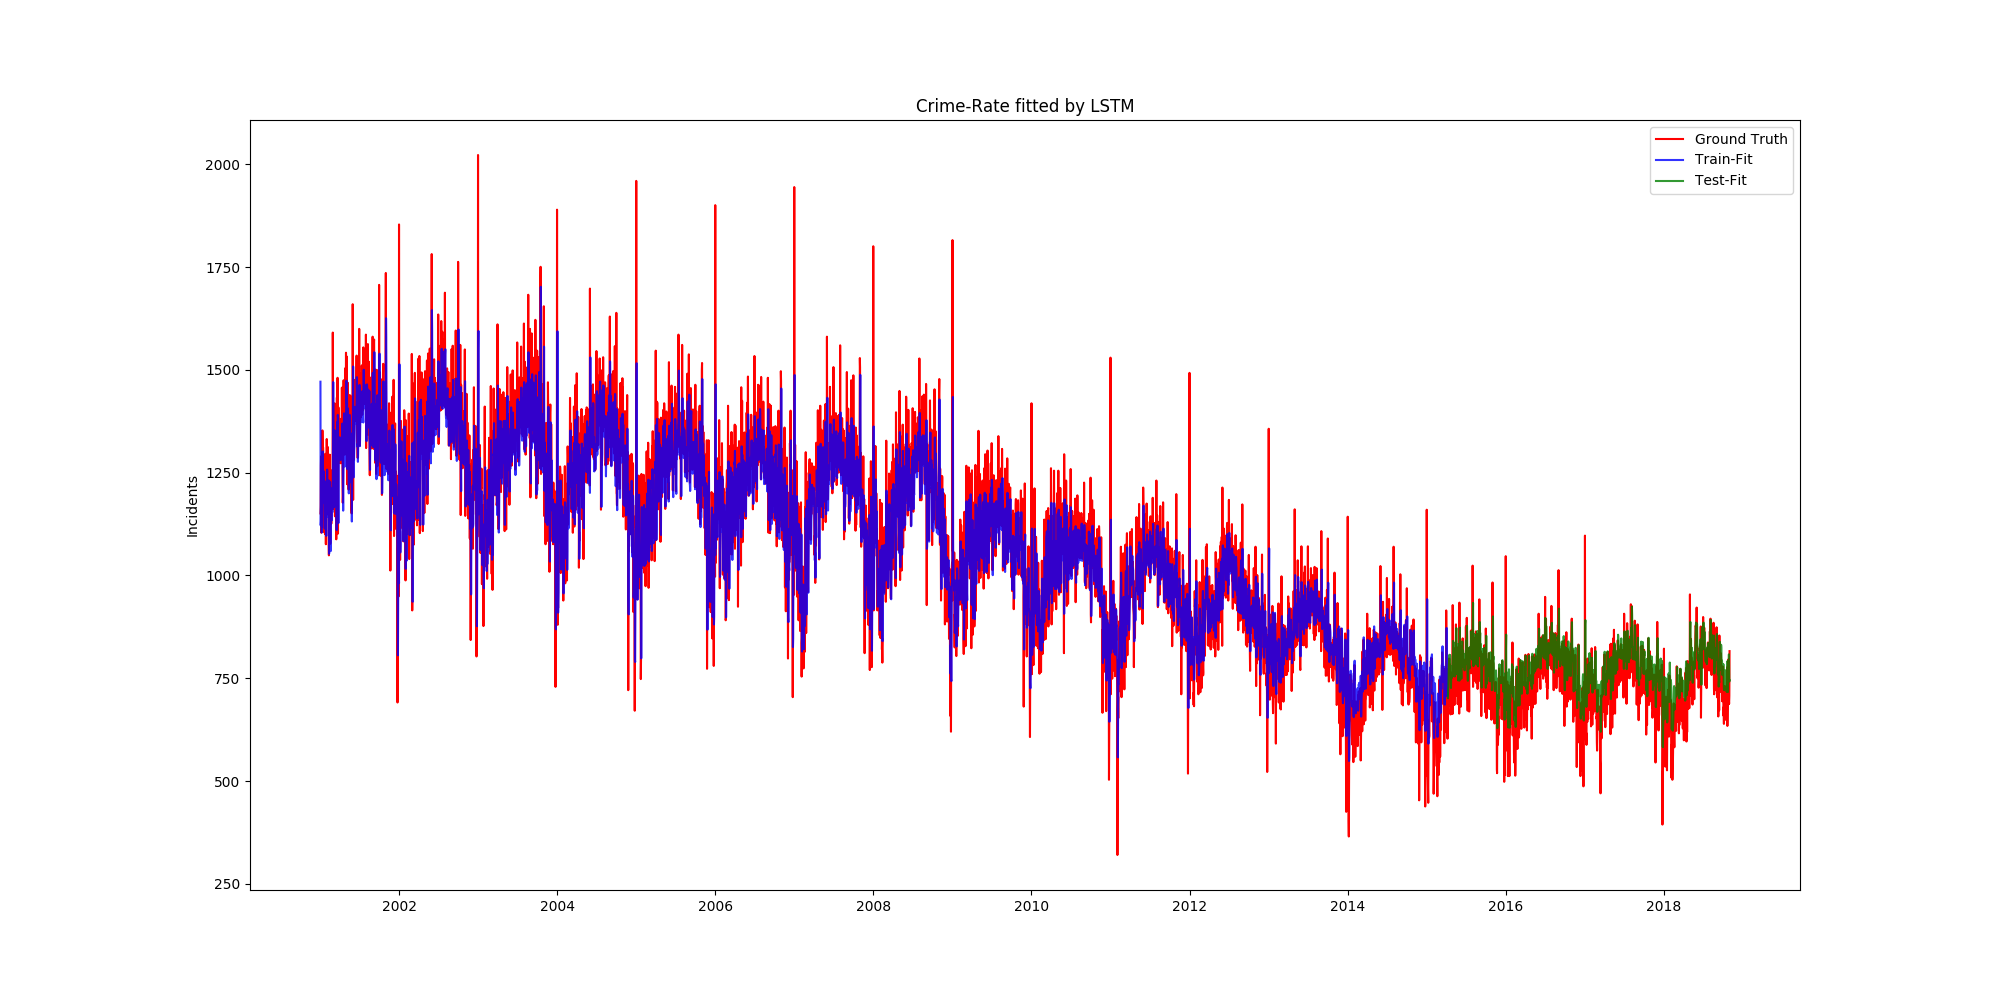 Crime-Rate fitted by LSTM
Ground Truth
Train-Fit
Test-Fit
2000
1750
1500
1250
1000
750
500
250
Incidents
2002 2004 2006 2008 2010 2012 2014 2016 2018